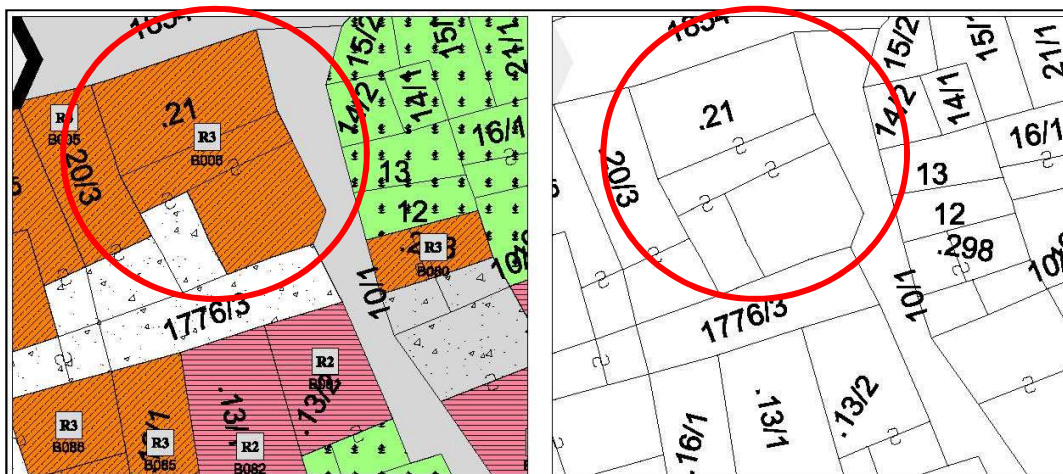 15/2
15/1
21/1
.21
R3
B005
R3
B006
20/3
14/2
14/1
16/1
13
12
R3
B080
10/1
1776/3
R2
.13/2
.13/1
R2
B082
R3
B086
R3
B085
1854
15/2
15/1
21/1
.21
14/2
14/1
16/1
20/3
13
12
.298
10/1
1776/3
.16/1
.13/1
.13/2